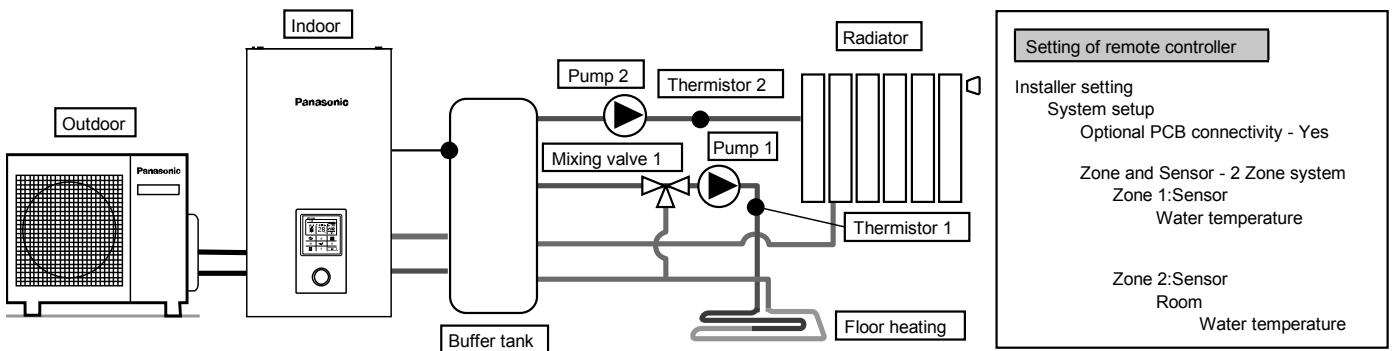 Outdoor
Panasonic
Indoor
Panasonic
Buffer tank
Pump 2
Thermistor 2
Mixing valve 1
Pump 1
Radiator
Thermistor 1
Floor heating
Setting of remote controller
Installer setting
System setup
Optional PCB connectivity - Yes
Zone and Sensor - 2 Zone system
Zone 1:Sensor
Water temperature
Zone 2:Sensor
Room
Water temperature